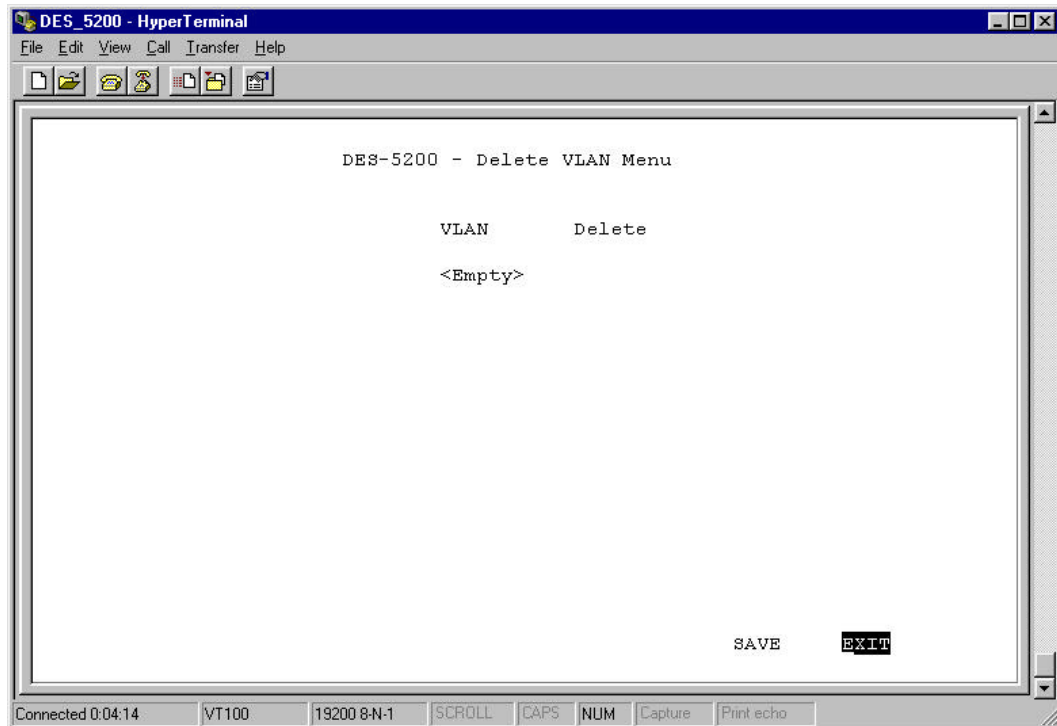 DES_5200 - HyperTerminal
File Edit View Call Transfer Help
DES-5200 - Delete VLAN Menu
VLAN Delete
<Empty>
SAVE EXIT
Connected 0:04:14 VT100 19200 8-N-1 SCROLL CAPS NUM Capture Print echo